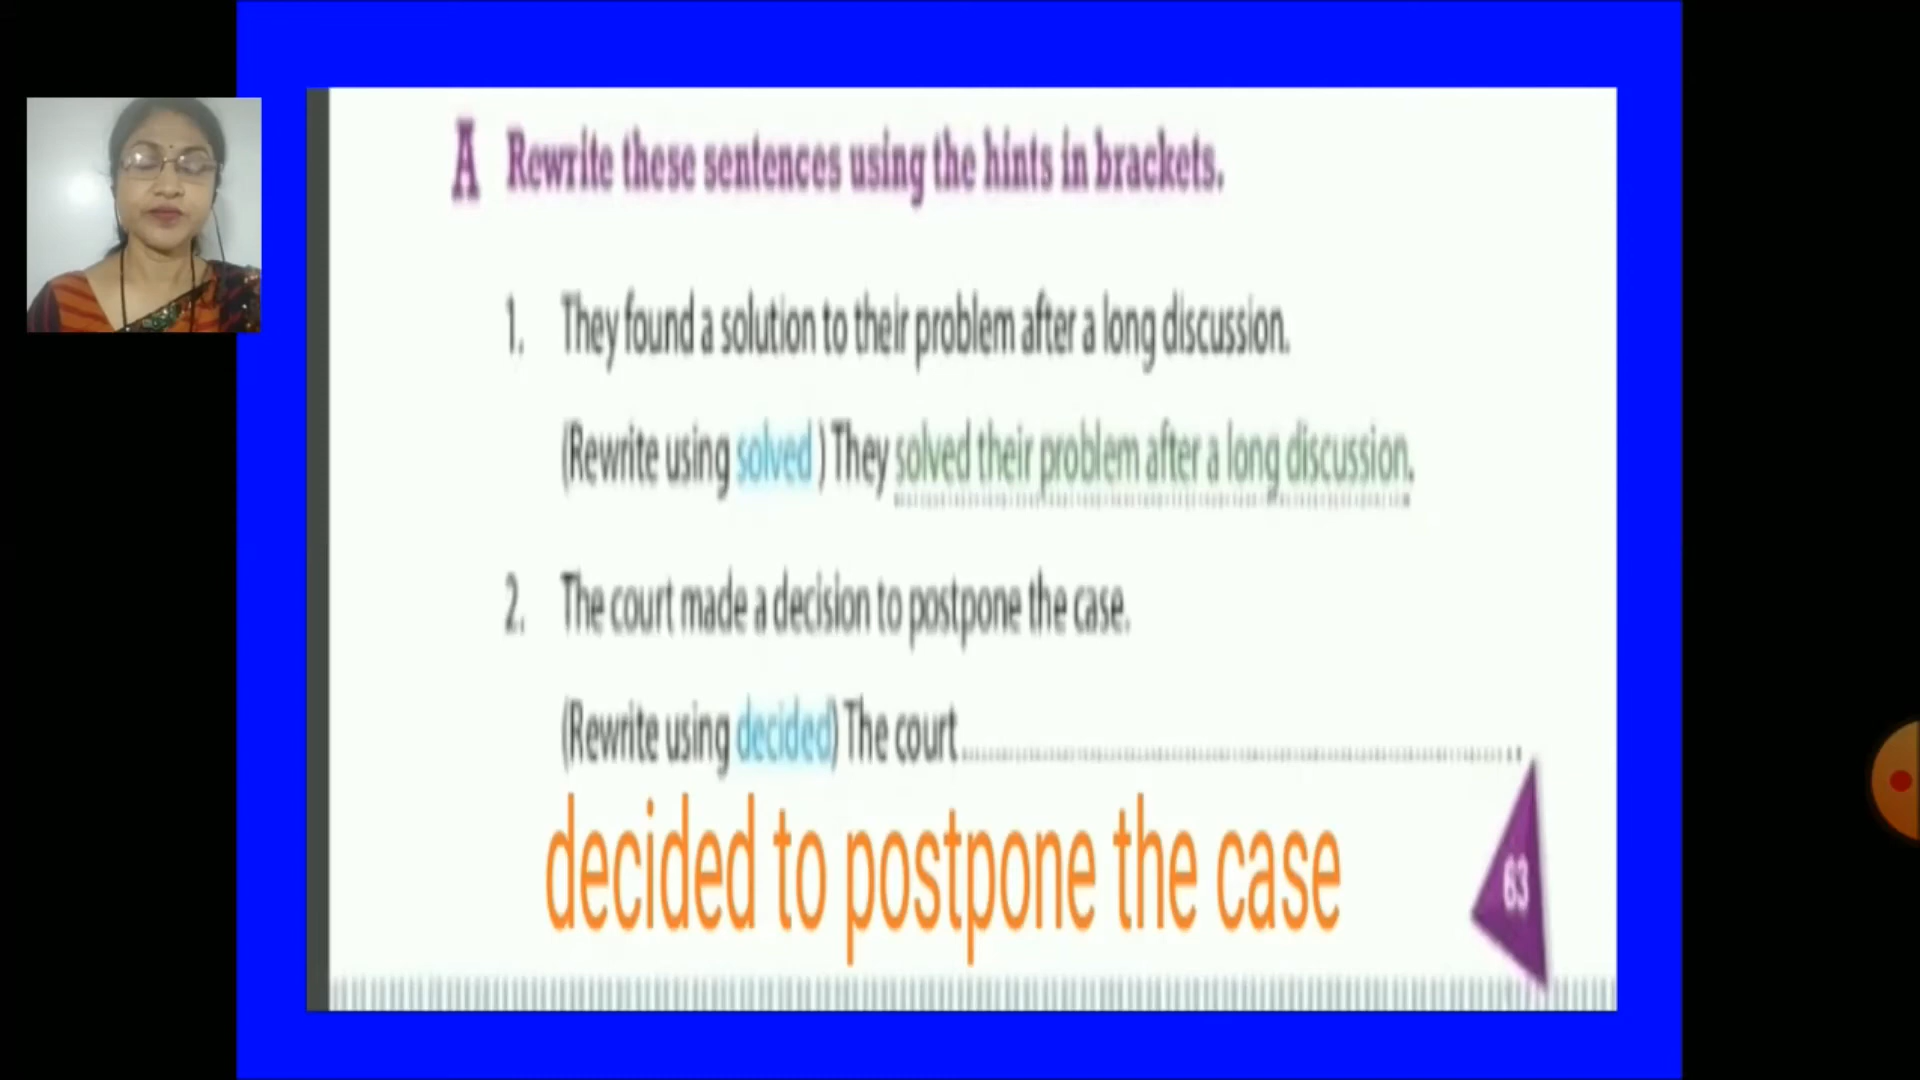 A Rewrite these sentences using the hints in brackets.
1. They found a solution to their problem after a long discussion.
(Rewrite using solved ) They solved their problem after a long discussion.
2. The court made a decision to postpone the case.
(Rewrite using decided) The court..............................................................
decided to postpone the case
63